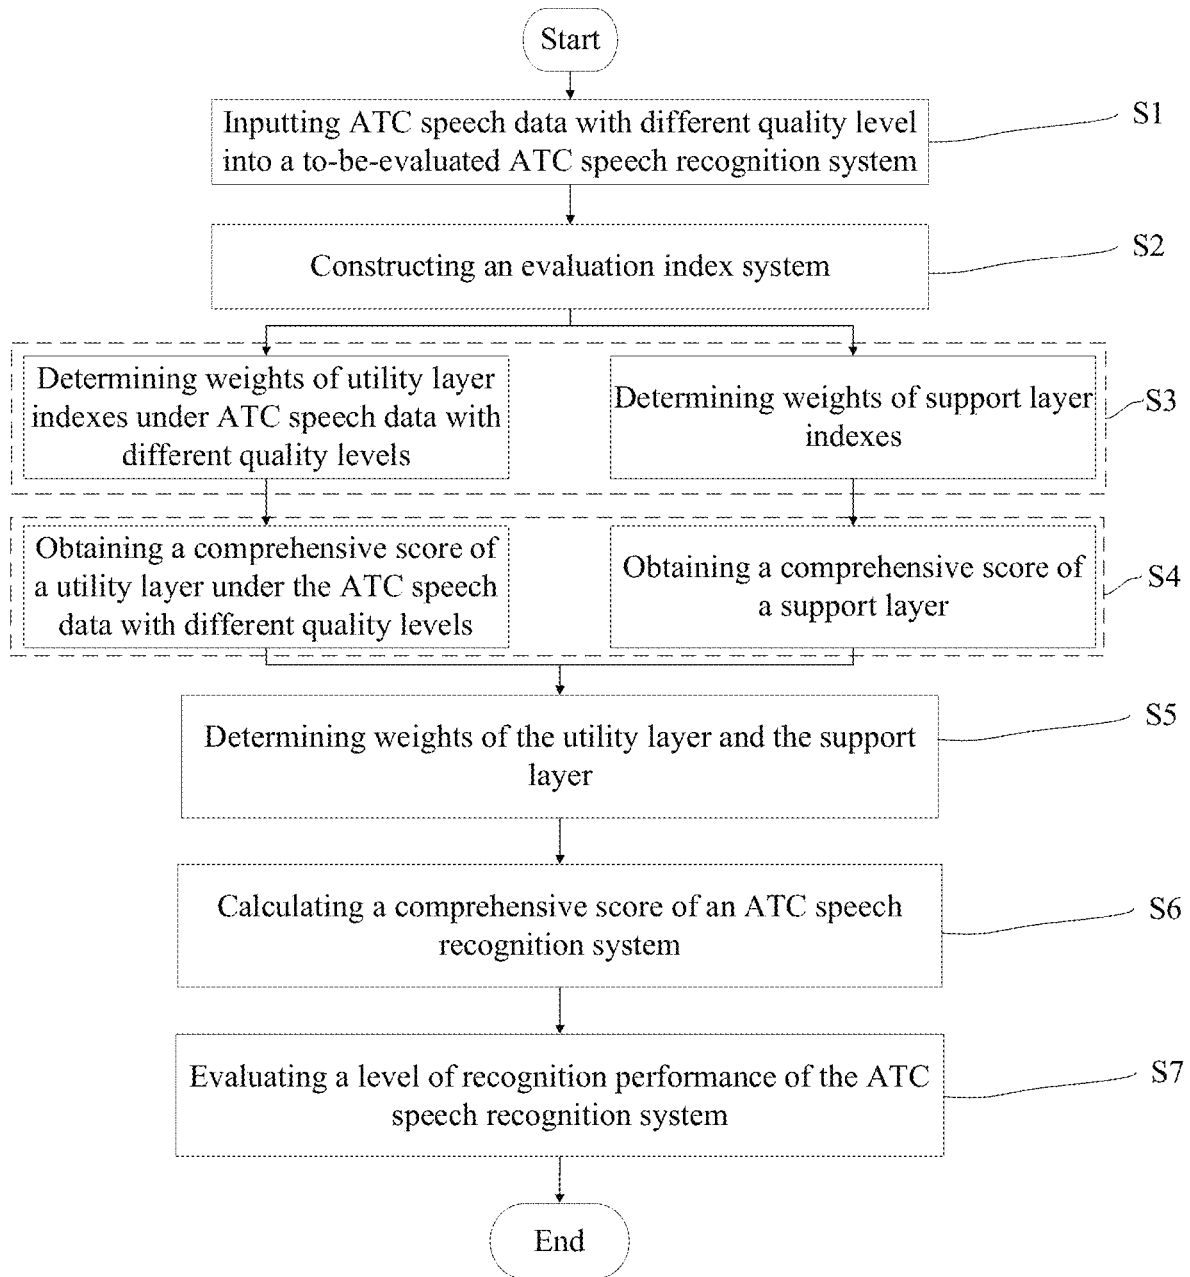 Start
Inputting ATC speech data with different quality level
into a to-be-evaluated ATC speech recognition system
S1
Constructing an evaluation index system
S2
Determining weights of utility layer
indexes under ATC speech data with
different quality levels
Determining weights of support layer
indexes
S3
Obtaining a comprehensive score of
a utility layer under the ATC speech
data with different quality levels
Obtaining a comprehensive score of
a support layer
S4
Determining weights of the utility layer and the support
layer
S5
Calculating a comprehensive score of an ATC speech
recognition system
S6
Evaluating a level of recognition performance of the ATC
speech recognition system
S7
End